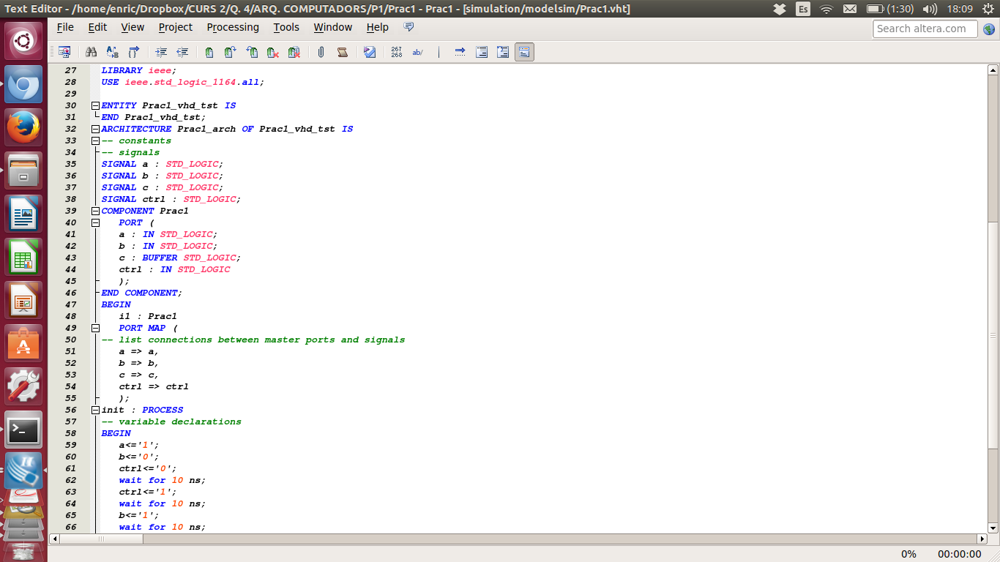 Text Editor - /home/enric/Dropbox/CURS 2/Q. 4/ARQ. COMPUTADORS/P1/Prac1 - Prac1 - [simulation/modelsim/Prac1.vht]
Es (1:30) 18:09
File Edit View Project Processing Tools Window Help
Search altera.com
267
268 ab/
27 LIBRARY ieee;
28 USE ieee.std_logic_1164.all;
29
30 ENTITY Prac1_vhd_tst IS
31 END Prac1_vhd_tst;
32 ARCHITECTURE Prac1_arch OF Prac1_vhd_tst IS
33 -- constants
34 -- signals
35 SIGNAL a : STD_LOGIC;
36 SIGNAL b : STD_LOGIC;
37 SIGNAL c : STD_LOGIC;
38 SIGNAL ctrl : STD_LOGIC;
39 COMPONENT Prac1
40 PORT (
41 a : IN STD_LOGIC;
42 b : IN STD_LOGIC;
43 c : BUFFER STD_LOGIC;
44 ctrl : IN STD_LOGIC
45 );
46 END COMPONENT;
47 BEGIN
48 i1 : Prac1
49 PORT MAP (
50 -- list connections between master ports and signals
51 a => a,
52 b => b,
53 c => c,
54 ctrl => ctrl
55 );
56 init : PROCESS
57 -- variable declarations
58 BEGIN
59 a<='1';
60 b<='0';
61 ctrl<='0';
62 wait for 10 ns;
63 ctrl<='1';
64 wait for 10 ns;
65 b<='1';
66 wait for 10 ns;
0% 00:00:00